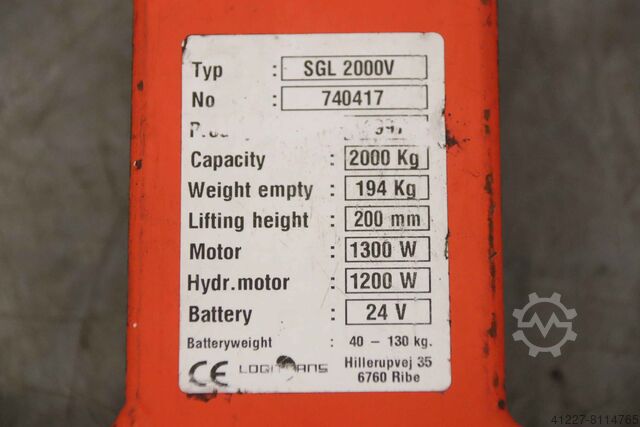 Typ : SGL 2000V
No : 740417
Capacity : 2000 Kg
Weight empty : 194 Kg
Lifting height : 200 mm
Motor : 1300 W
Hydr.motor : 1200 W
Battery : 24 V
Batteryweight : 40 – 130 kg.
CE Hillerupvej 35
6760 Ribe
41227-8114765